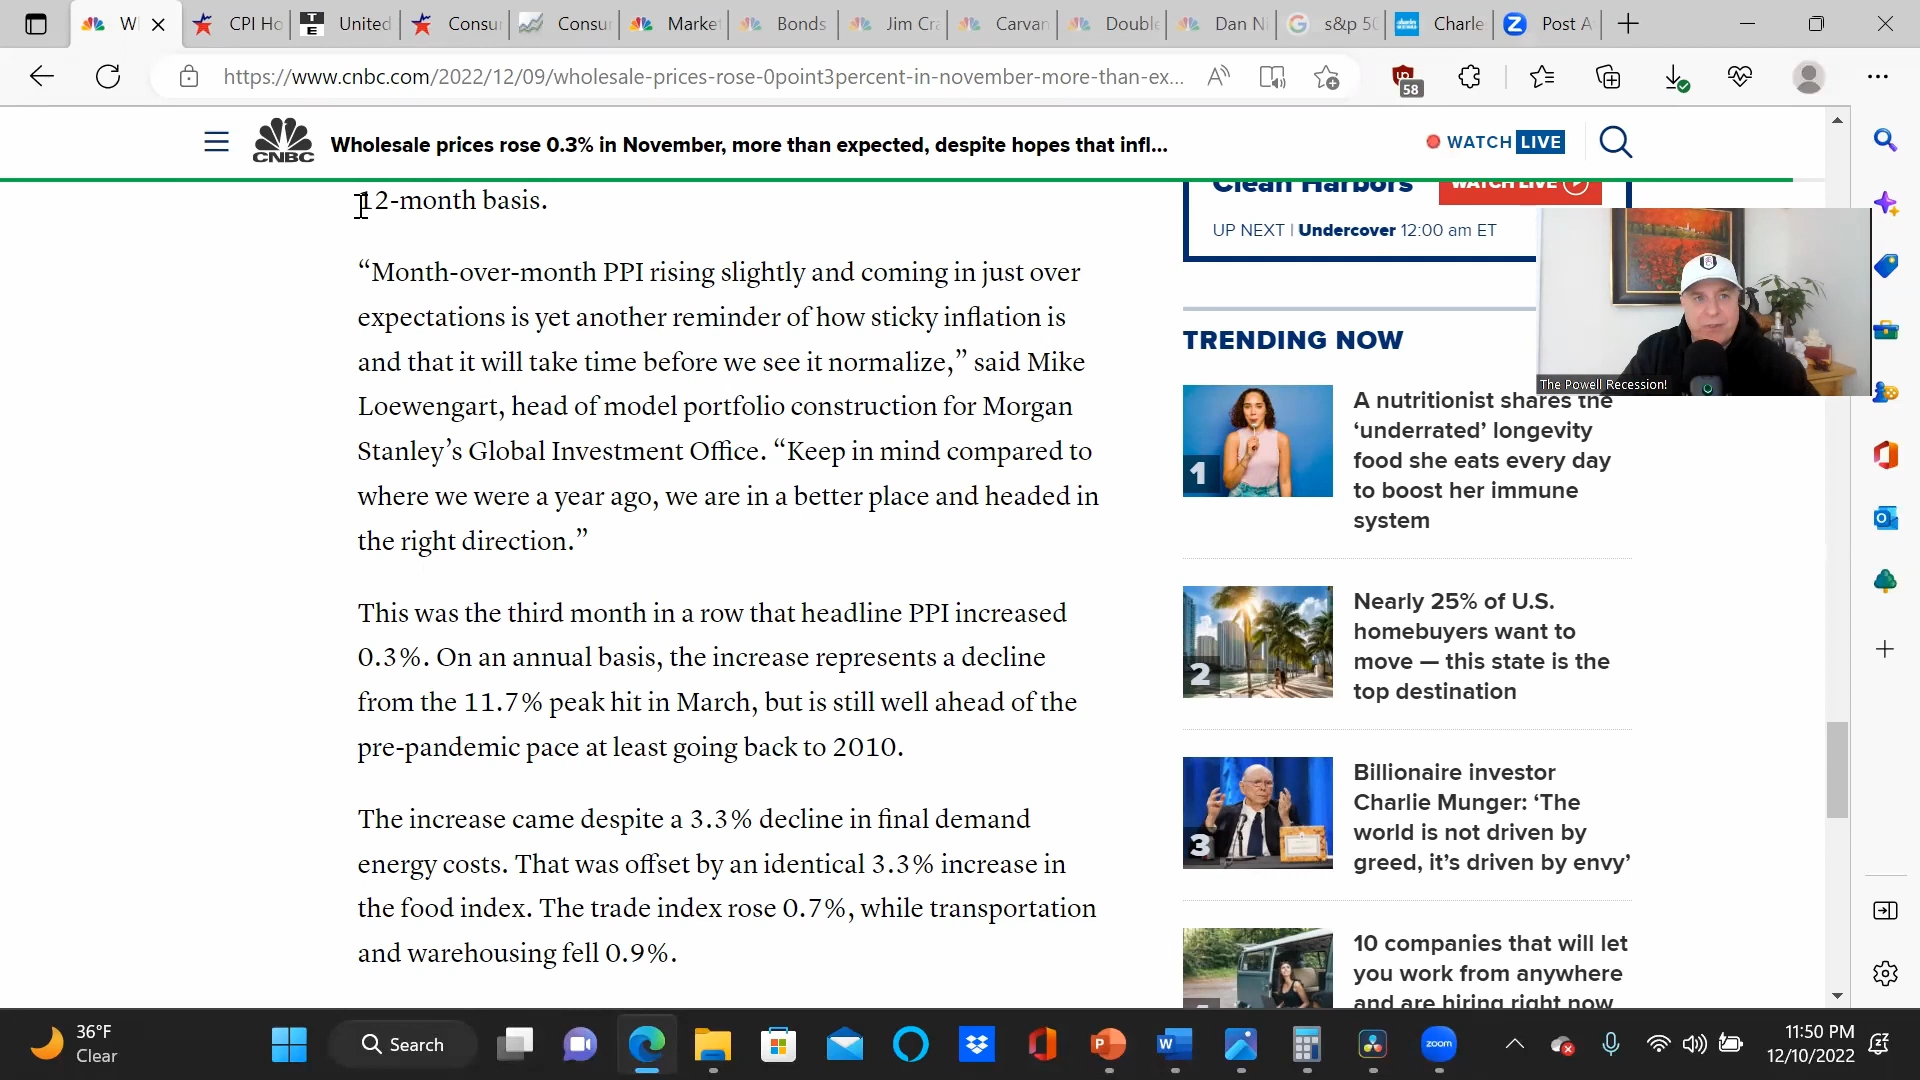 W
CPI Ho
United
Consur
Consur
Market
Bonds
Jim Cra
Carvan
Double
Dan Ni
s&p 50
Charle
Post A
https://www.cnbc.com/2022/12/09/wholesale-prices-rose-0point3percent-in-november-more-than-ex...
58
CNBC
Wholesale prices rose 0.3% in November, more than expected, despite hopes that infl...
WATCH LIVE
12-month basis.
“Month-over-month PPI rising slightly and coming in just over
expectations is yet another reminder of how sticky inflation is
and that it will take time before we see it normalize,” said Mike
Loewengart, head of model portfolio construction for Morgan
Stanley’s Global Investment Office. “Keep in mind compared to
where we were a year ago, we are in a better place and headed in
the right direction.”
This was the third month in a row that headline PPI increased
0.3%. On an annual basis, the increase represents a decline
from the 11.7% peak hit in March, but is still well ahead of the
pre-pandemic pace at least going back to 2010.
The increase came despite a 3.3% decline in final demand
energy costs. That was offset by an identical 3.3% increase in
the food index. The trade index rose 0.7%, while transportation
and warehousing fell 0.9%.
Clean Harbors
WATCH LIVE
UP NEXT | Undercover 12:00 am ET
The Powell Recession!
TRENDING NOW
1
A nutritionist shares the
‘underrated’ longevity
food she eats every day
to boost her immune
system
2
Nearly 25% of U.S.
homebuyers want to
move — this state is the
top destination
3
Billionaire investor
Charlie Munger: ‘The
world is not driven by
greed, it’s driven by envy’
10 companies that will let
you work from anywhere
and are hiring right now
36°F
Clear
Search
zoom
11:50 PM
12/10/2022